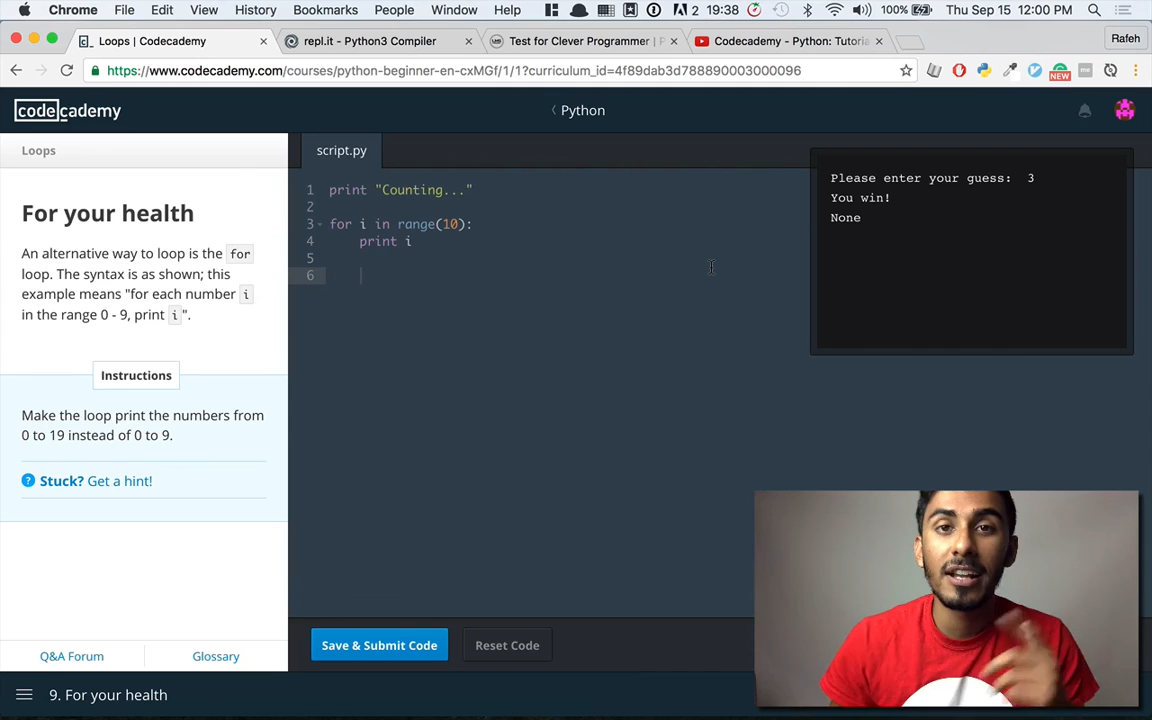 Chrome File Edit View History Bookmarks People Window Help 2 19:38 100% Thu Sep 15 12:00 PM
Loops | Codecademy
repl.it - Python3 Compiler
Test for Clever Programmer | P
Codecademy - Python: Tutoria
Rafeh
https://www.codecademy.com/courses/python-beginner-en-cxMGf/1/1?curriculum_id=4f89dab3d788890003000096
NEW
codecademy
Python
Loops
For your health
An alternative way to loop is the for
loop. The syntax is as shown; this
example means "for each number i
in the range 0 - 9, print i ".
Instructions
Make the loop print the numbers from
0 to 19 instead of 0 to 9.
? Stuck? Get a hint!
Q&A Forum
Glossary
script.py
1 print "Counting..."
2
3 for i in range(10):
4 print i
5
6
Please enter your guess: 3
You win!
None
Save & Submit Code
Reset Code
9. For your health